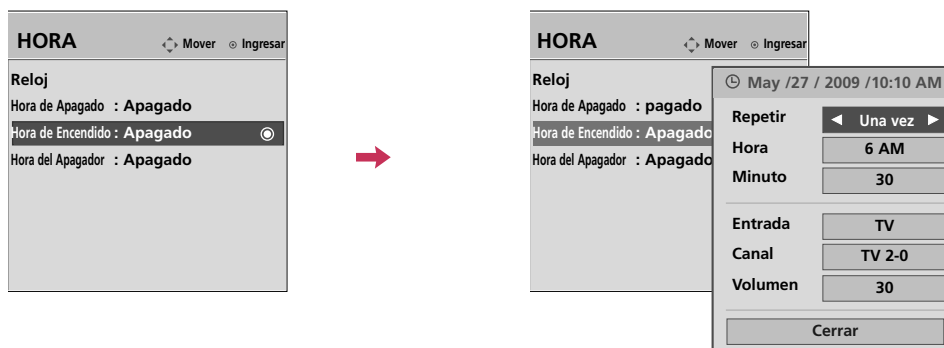 HORA Mover Ingresar
Reloj
Hora de Apagado : Apagado
Hora de Encendido : Apagado
Hora del Apagador : Apagado
HORA Mover Ingresar
Reloj
Hora de Apagado : pagado
Hora de Encendido : Apagado
Hora del Apagador : Apagado
May /27 / 2009 /10:10 AM
Repetir ◀ Una vez ▶
Hora 6 AM
Minuto 30
Entrada TV
Canal TV 2-0
Volumen 30
Cerrar